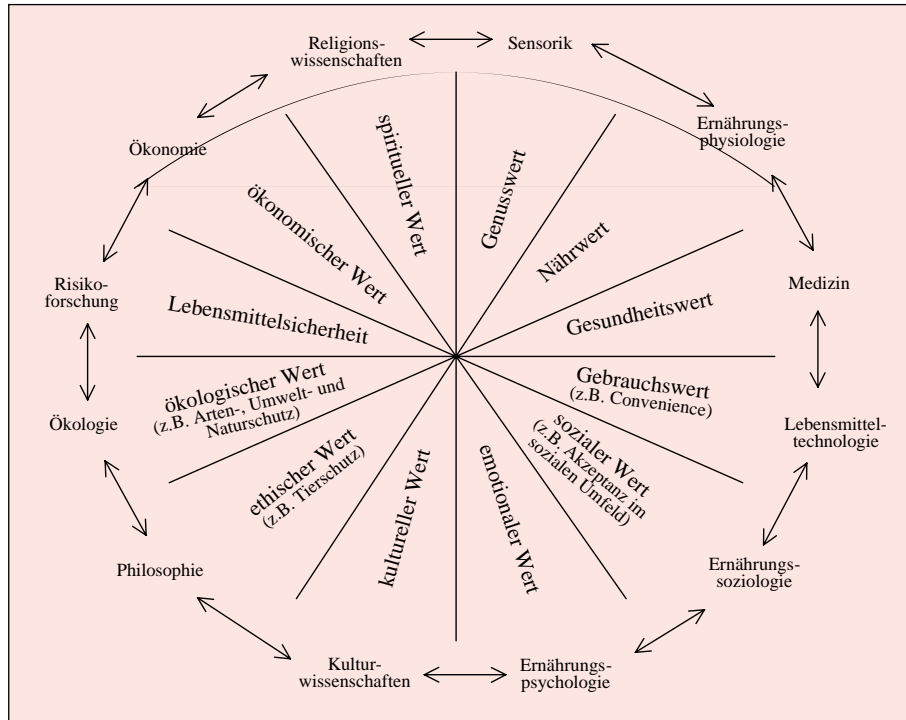 Religions-
wissenschaften
Sensorik
Ernährungs-
physiologie
Medizin
Lebensmittel-
technologie
Ernährungs-
soziologie
Ernährungs-
psychologie
Kultur-
wissenschaften
Philosophie
Ökologie
Risiko-
forschung
Ökonomie
spiritueller Wert
Genusswert
Nährwert
Gesundheitswert
Gebrauchswert
(z.B. Convenience)
sozialer Wert
(z.B. Akzeptanz im
sozialen Umfeld)
emotionaler Wert
kultureller Wert
ethischer Wert
(z.B. Tierschutz)
ökologischer Wert
(z.B. Arten-, Umwelt- und
Naturschutz)
Lebensmittelsicherheit
ökonomischer Wert